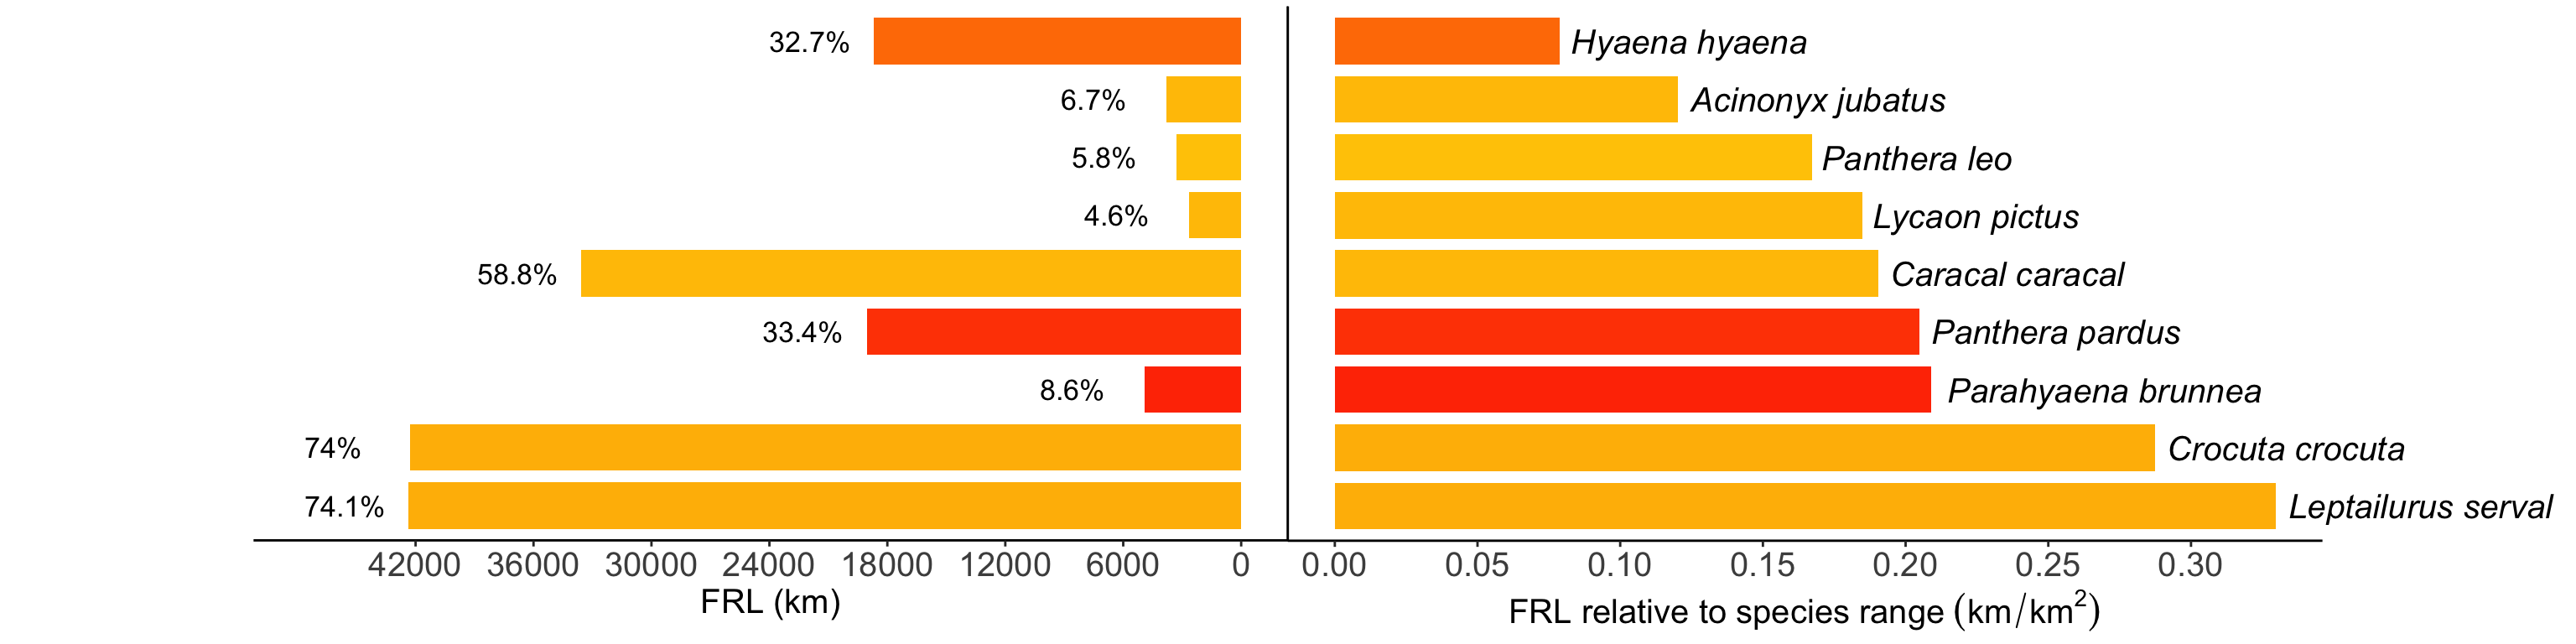 32.7% Hyaena hyaena
6.7% Acinonyx jubatus
5.8% Panthera leo
4.6% Lycaon pictus
58.8% Caracal caracal
33.4% Panthera pardus
8.6% Parahyaena brunnea
74% Crocuta crocuta
74.1% Leptailurus serval
42000 36000 30000 24000 18000 12000 6000 0 0.00 0.05 0.10 0.15 0.20 0.25 0.30
FRL (km) FRL relative to species range (km/km²)